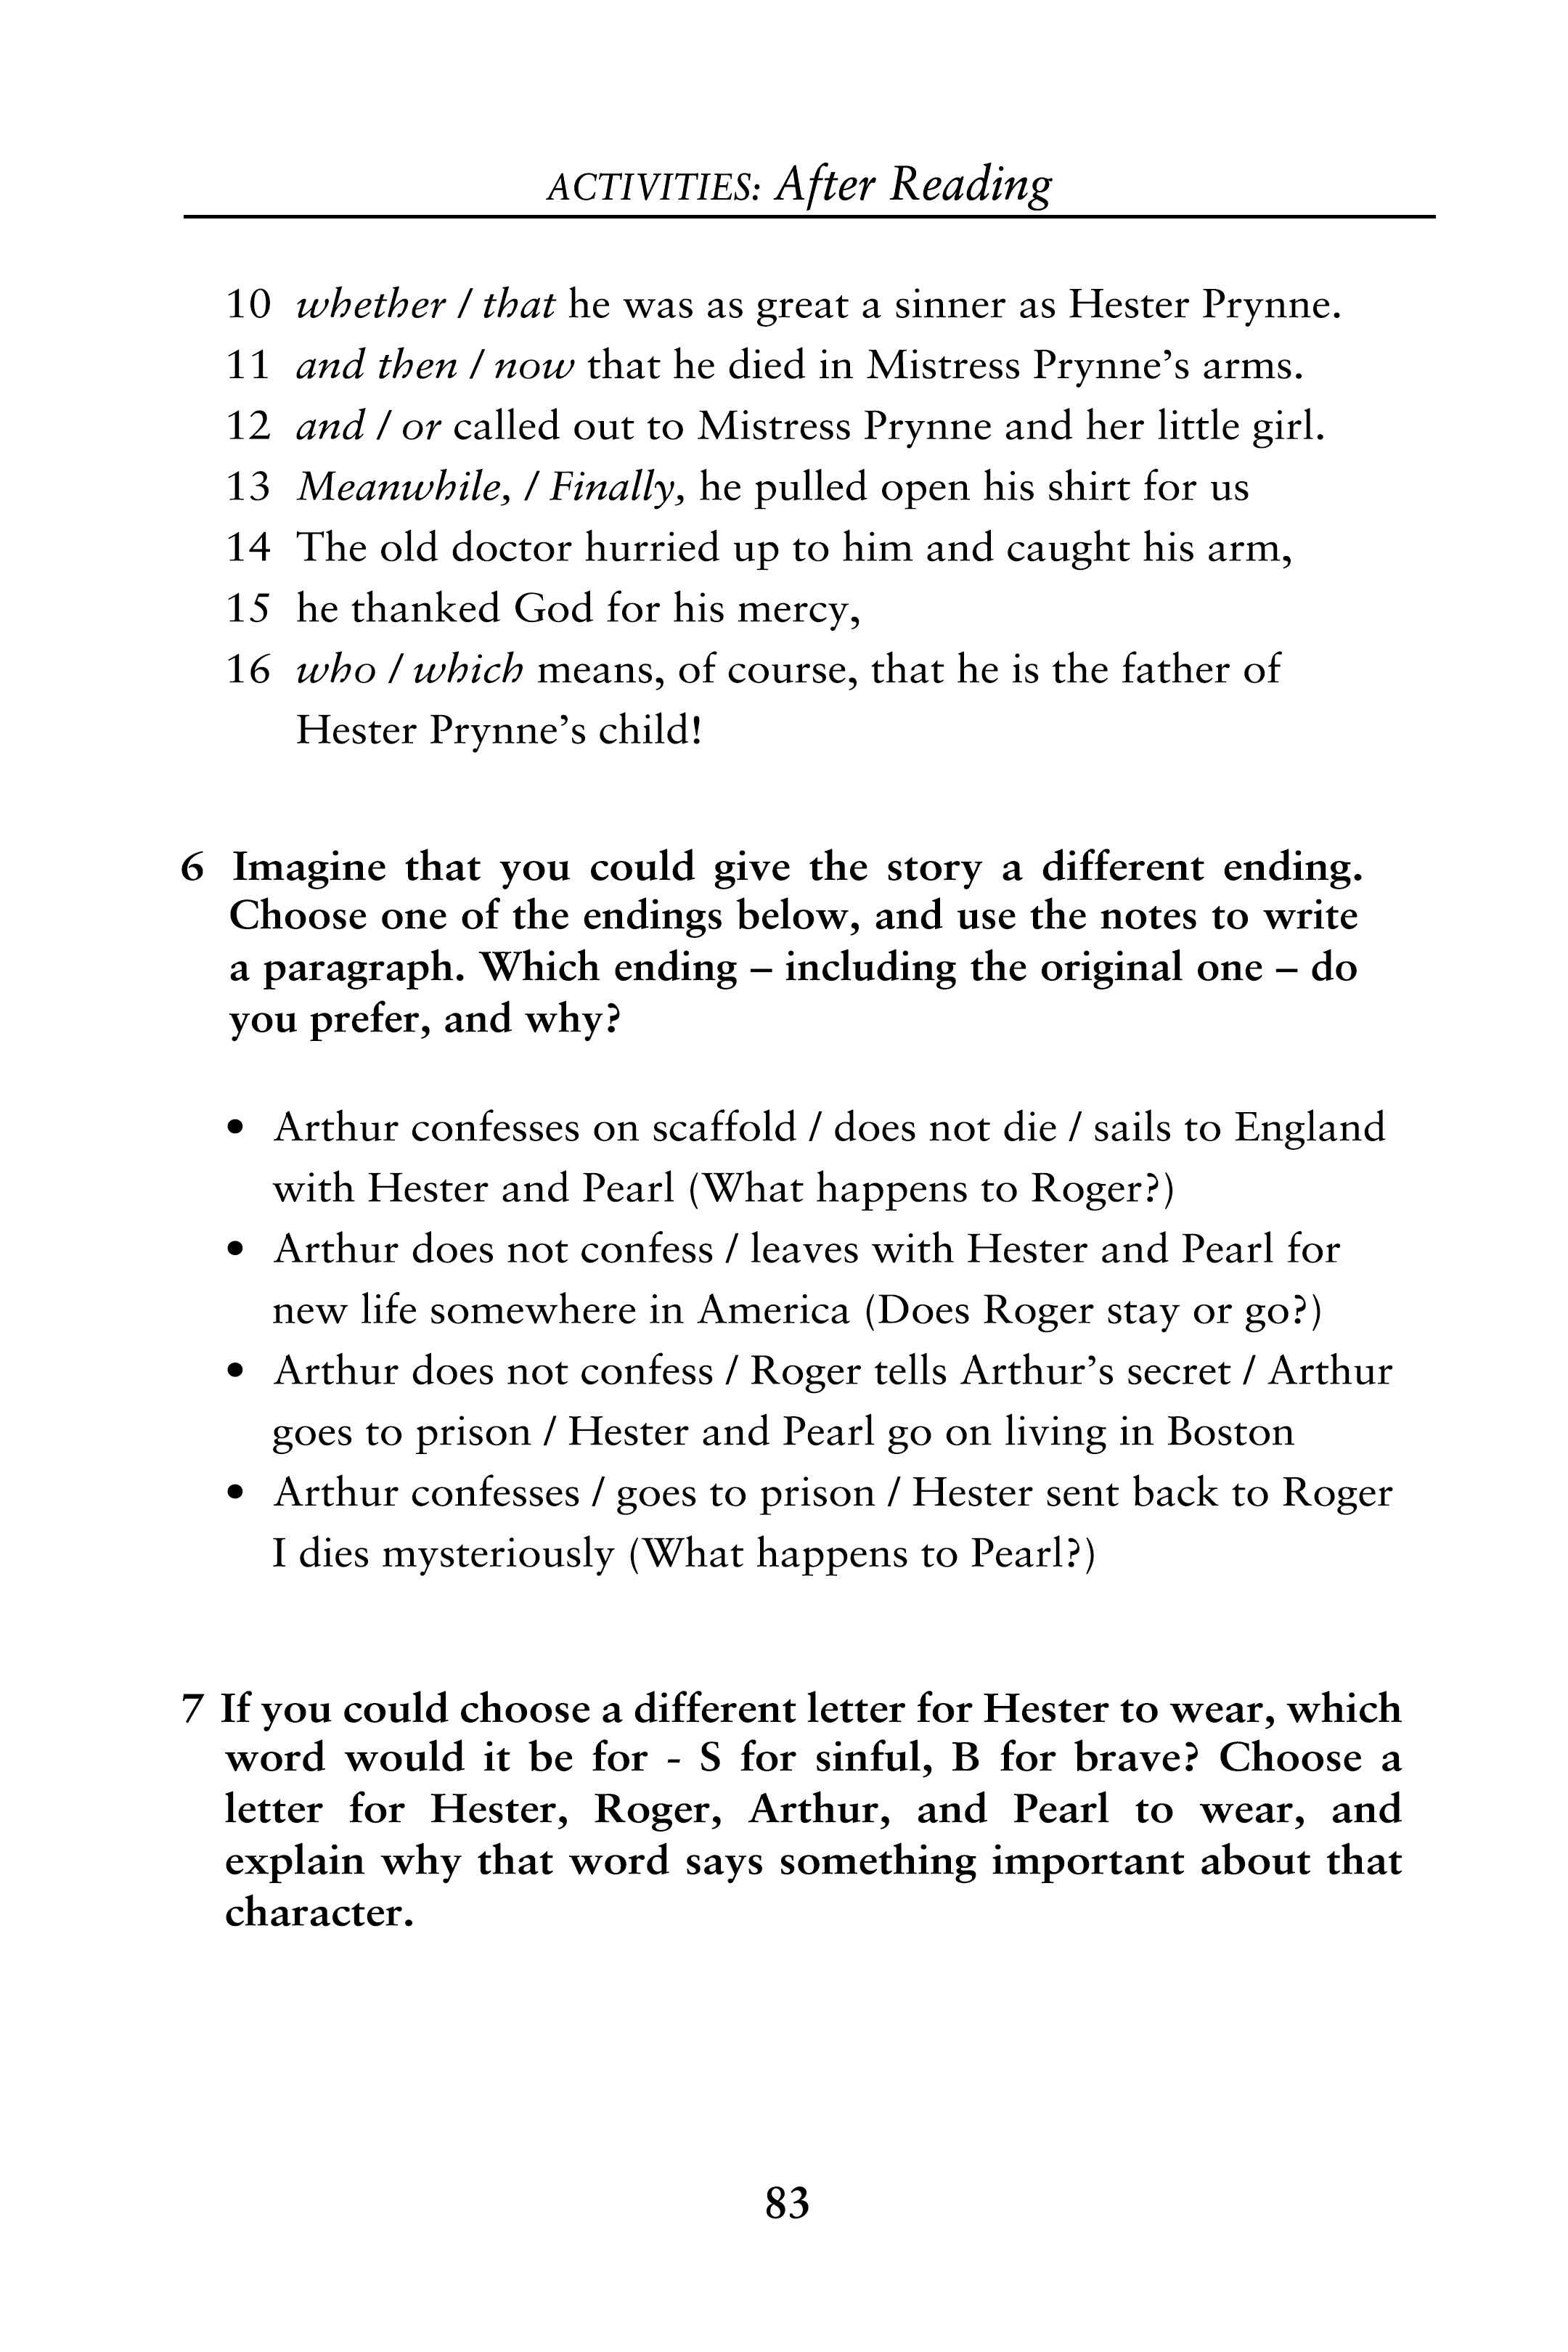 ACTIVITIES: After Reading
10 whether / that he was as great a sinner as Hester Prynne.
11 and then / now that he died in Mistress Prynne’s arms.
12 and / or called out to Mistress Prynne and her little girl.
13 Meanwhile, / Finally, he pulled open his shirt for us
14 The old doctor hurried up to him and caught his arm,
15 he thanked God for his mercy,
16 who / which means, of course, that he is the father of
Hester Prynne’s child!
6 Imagine that you could give the story a different ending.
Choose one of the endings below, and use the notes to write
a paragraph. Which ending – including the original one – do
you prefer, and why?
• Arthur confesses on scaffold / does not die / sails to England
with Hester and Pearl (What happens to Roger?)
• Arthur does not confess / leaves with Hester and Pearl for
new life somewhere in America (Does Roger stay or go?)
• Arthur does not confess / Roger tells Arthur’s secret / Arthur
goes to prison / Hester and Pearl go on living in Boston
• Arthur confesses / goes to prison / Hester sent back to Roger
I dies mysteriously (What happens to Pearl?)
7 If you could choose a different letter for Hester to wear, which
word would it be for - S for sinful, B for brave? Choose a
letter for Hester, Roger, Arthur, and Pearl to wear, and
explain why that word says something important about that
character.
83